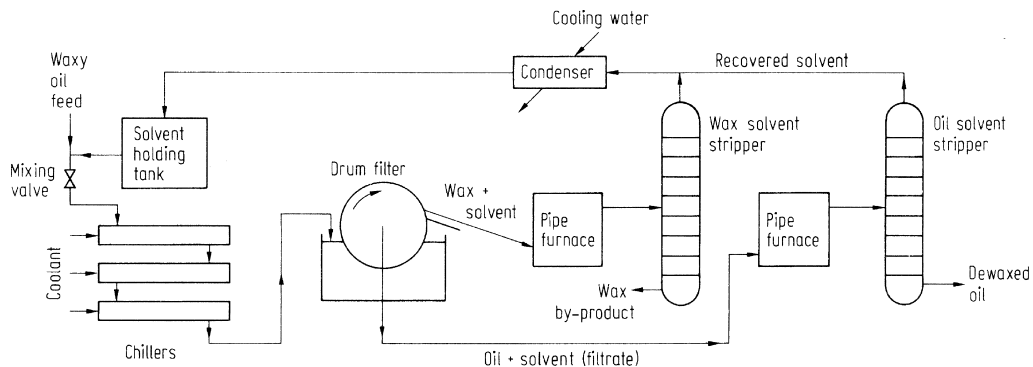 Cooling water
Waxy
oil
feed
Condenser
Recovered solvent
Solvent
holding
tank
Mixing
valve
Drum filter
Wax +
solvent
Wax solvent
stripper
Oil solvent
stripper
Pipe
furnace
Pipe
furnace
Coolant
Chillers
Wax
by-product
Dewaxed
oil
Oil + solvent (filtrate)